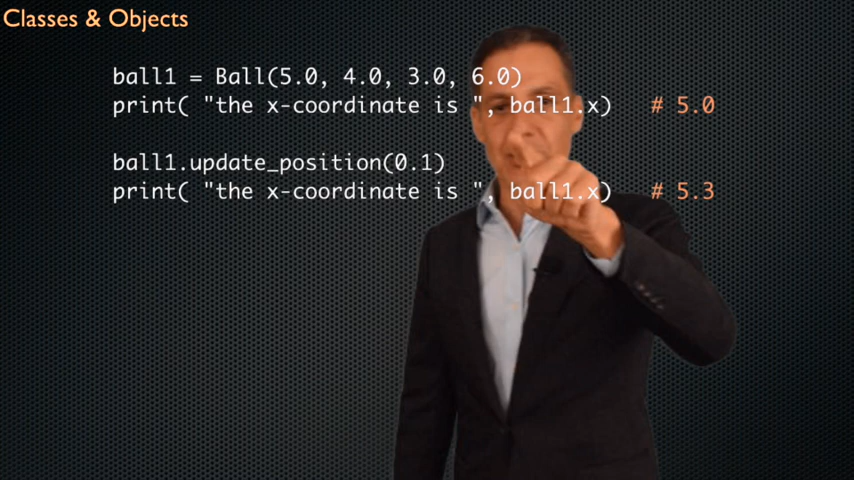 Classes & Objects
ball1 = Ball(5.0, 4.0, 3.0, 6.0)
print( "the x-coordinate is ", ball1.x)   # 5.0
ball1.update_position(0.1)
print( "the x-coordinate is ", ball1.x)   # 5.3